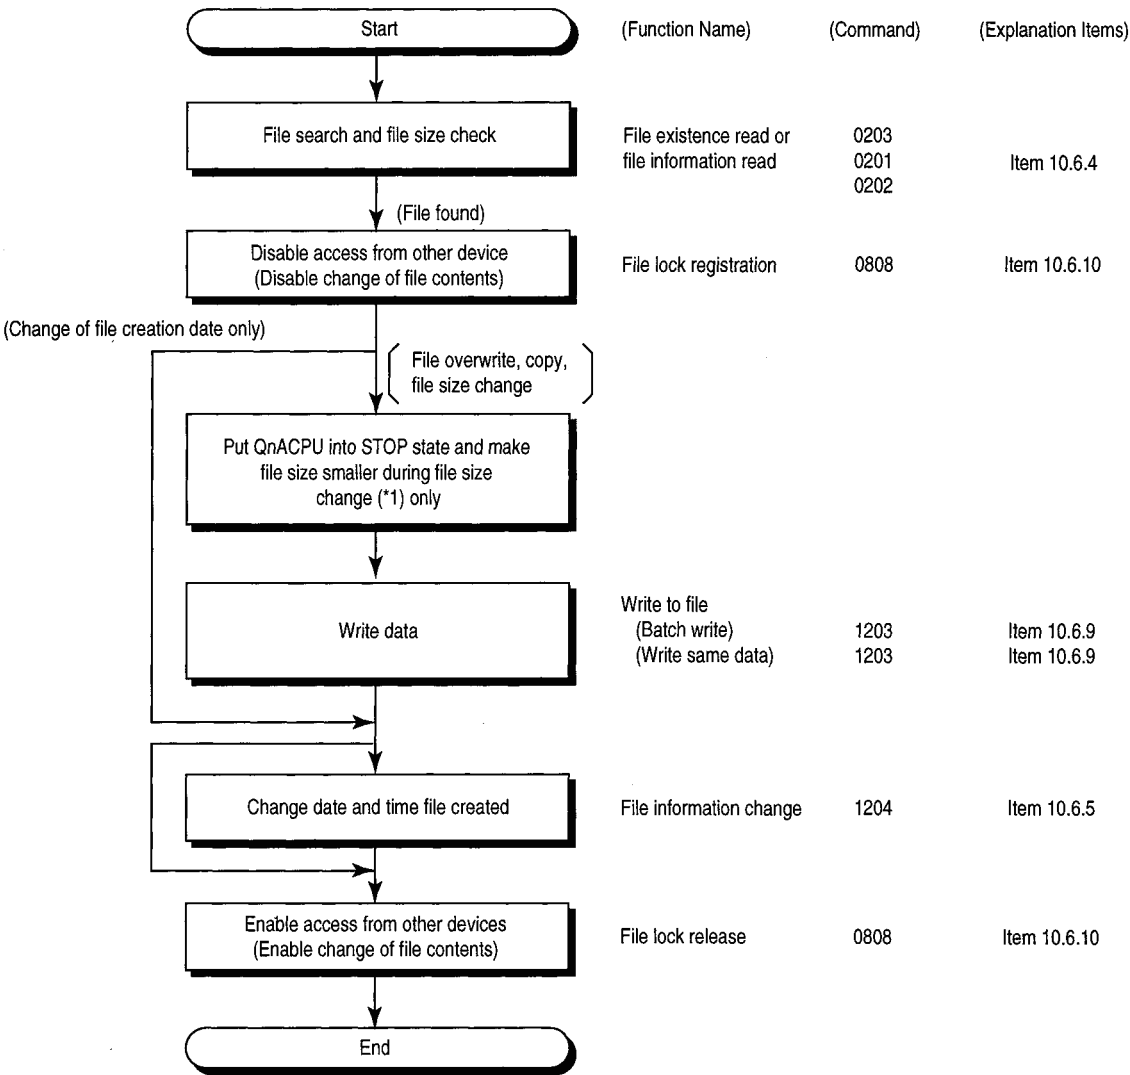 Start
(Function Name) (Command) (Explanation Items)
File search and file size check
File existence read or 0203
file information read 0201 Item 10.6.4
0202
(File found)
Disable access from other device
(Disable change of file contents)
File lock registration 0808 Item 10.6.10
(Change of file creation date only)
File overwrite, copy,
file size change
Put QnACPU into STOP state and make
file size smaller during file size
change (*1) only
Write data
Write to file
(Batch write) 1203 Item 10.6.9
(Write same data) 1203 Item 10.6.9
Change date and time file created
File information change 1204 Item 10.6.5
Enable access from other devices
(Enable change of file contents)
File lock release 0808 Item 10.6.10
End